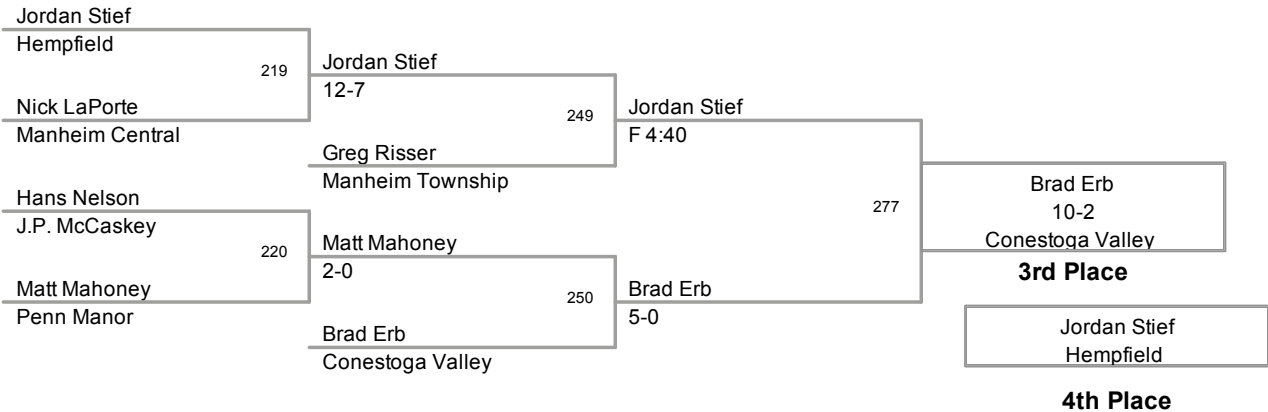 Jordan Stief
Hempfield
219
Jordan Stief
12-7
Nick LaPorte
Manheim Central
249
Jordan Stief
F 4:40
Greg Risser
Manheim Township
Hans Nelson
J.P. McCaskey
220
Matt Mahoney
2-0
Matt Mahoney
Penn Manor
250
Brad Erb
5-0
Brad Erb
Conestoga Valley
277
Brad Erb
10-2
Conestoga Valley
3rd Place
Jordan Stief
Hempfield
4th Place